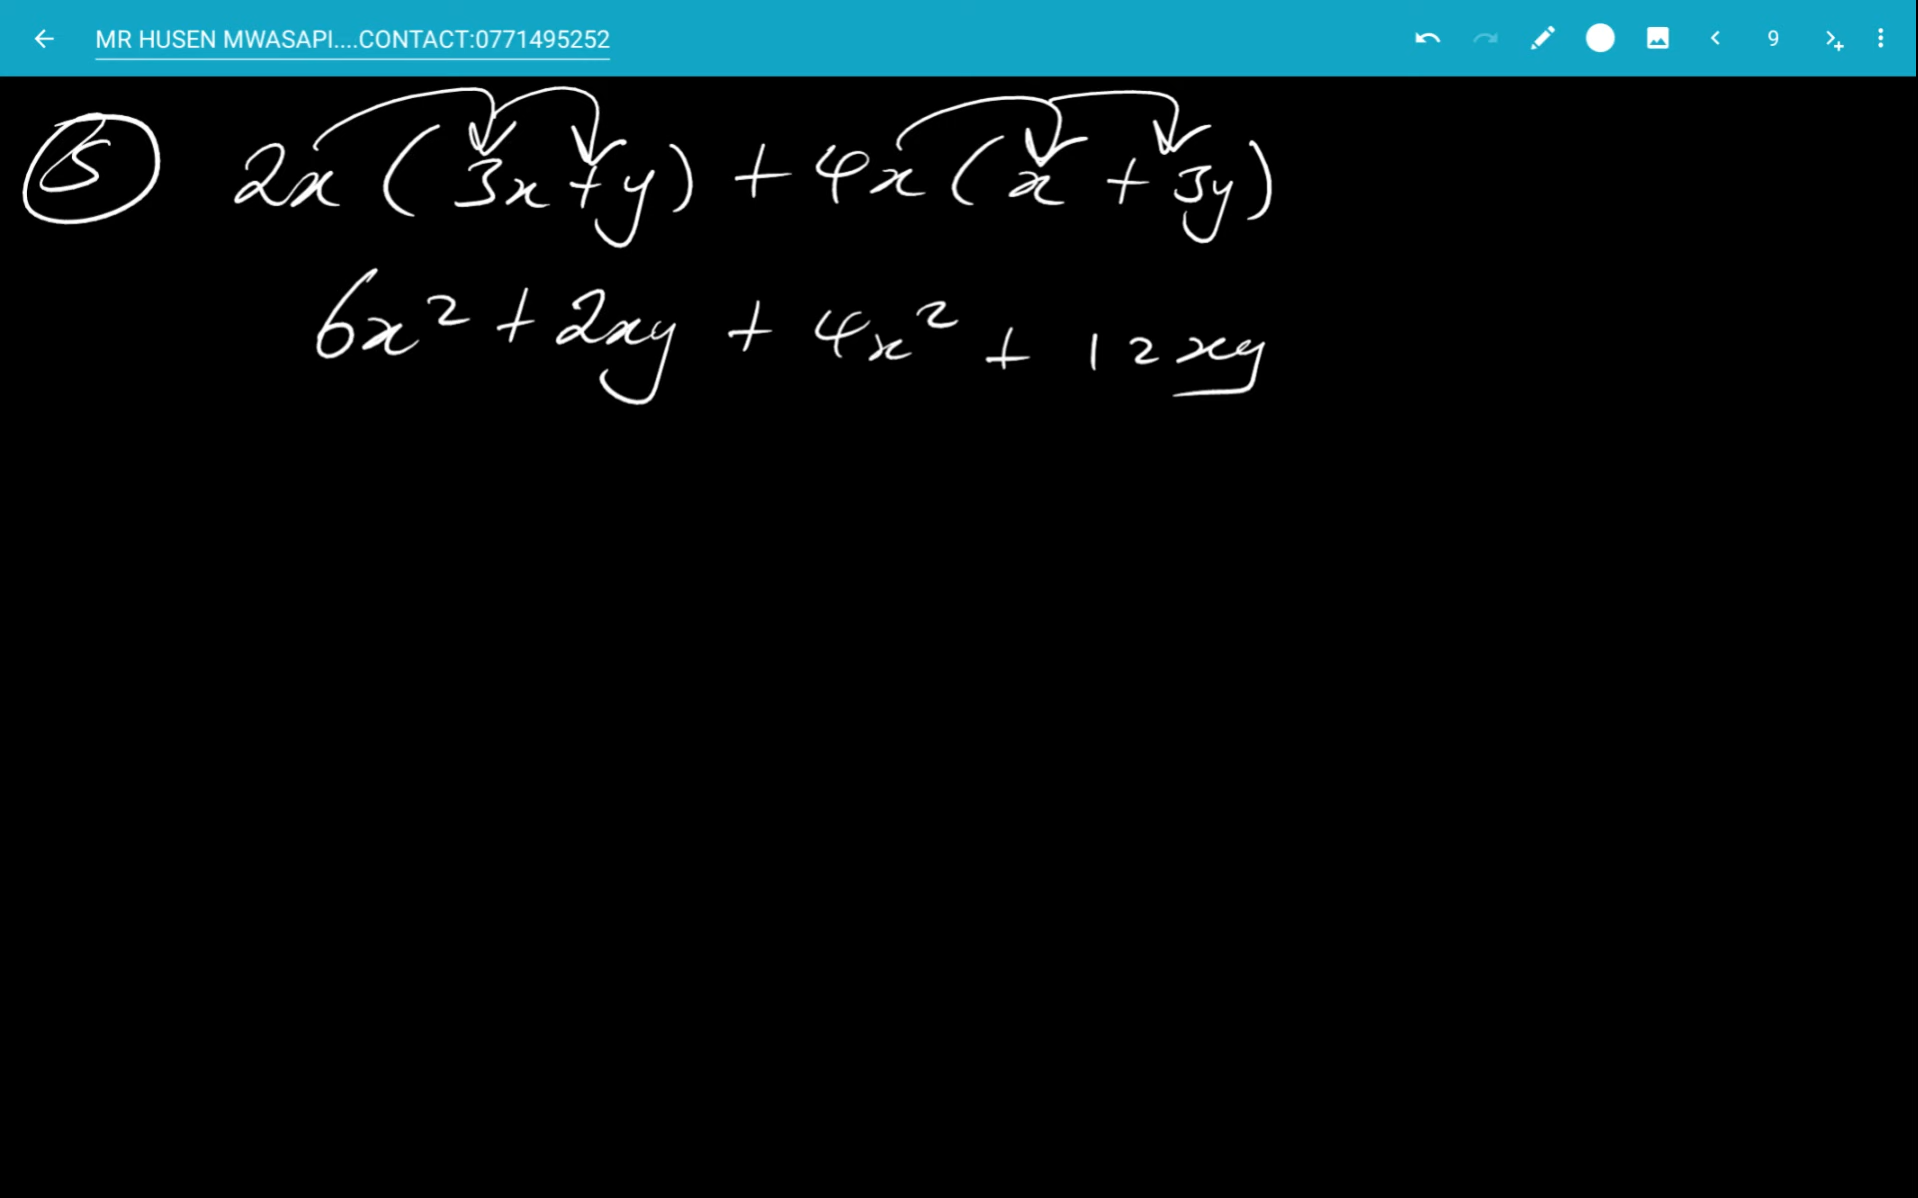 MR HUSEN MWASAPI....CONTACT:0771495252
9
5 2x (3x+y) + 4x (x + 3y)
6x² + 2xy + 4x² + 12xy